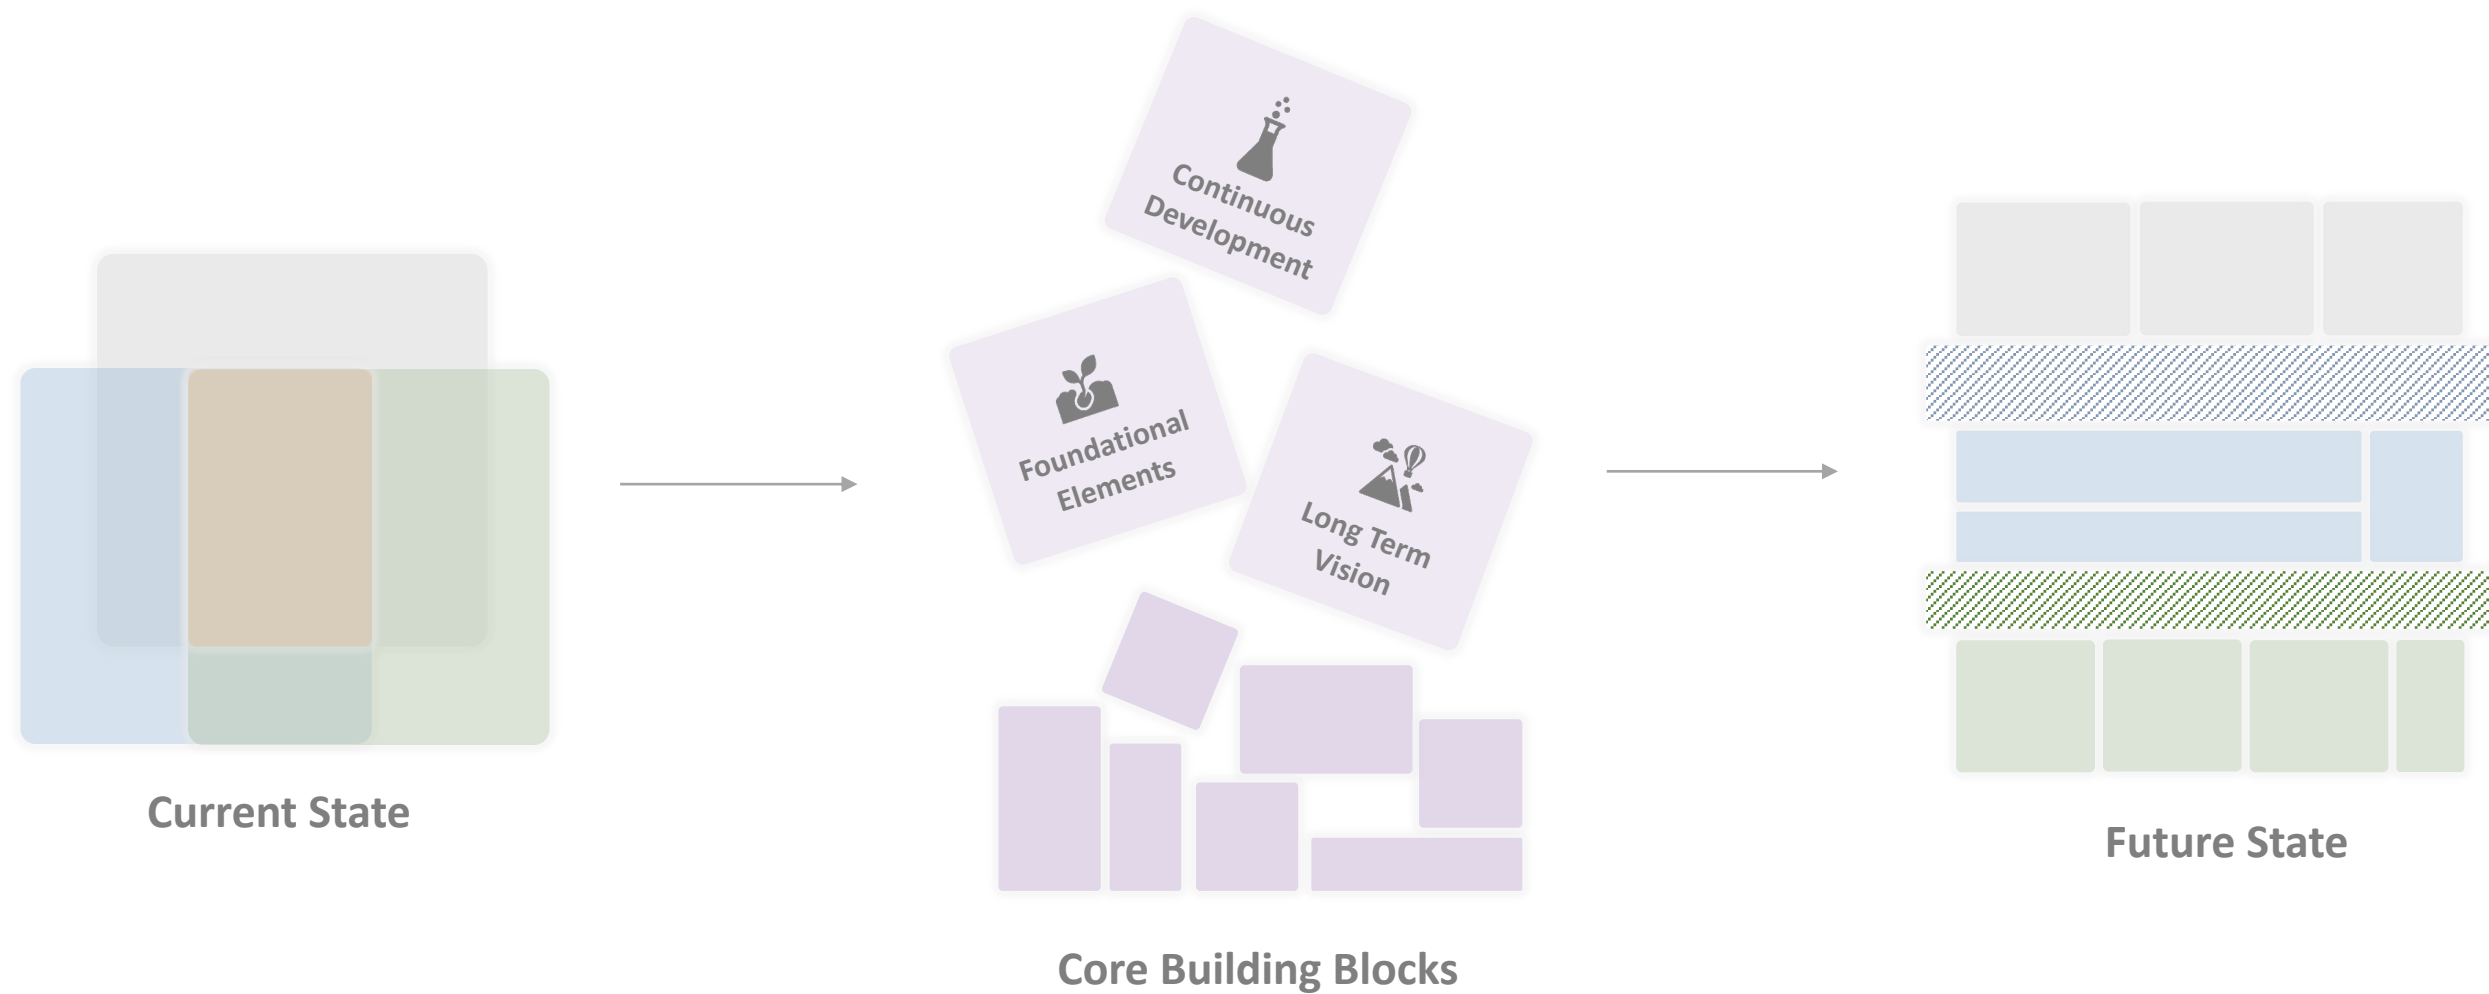 Continuous
Development
Foundational
Elements
Long Term
Vision
Current State
Future State
Core Building Blocks